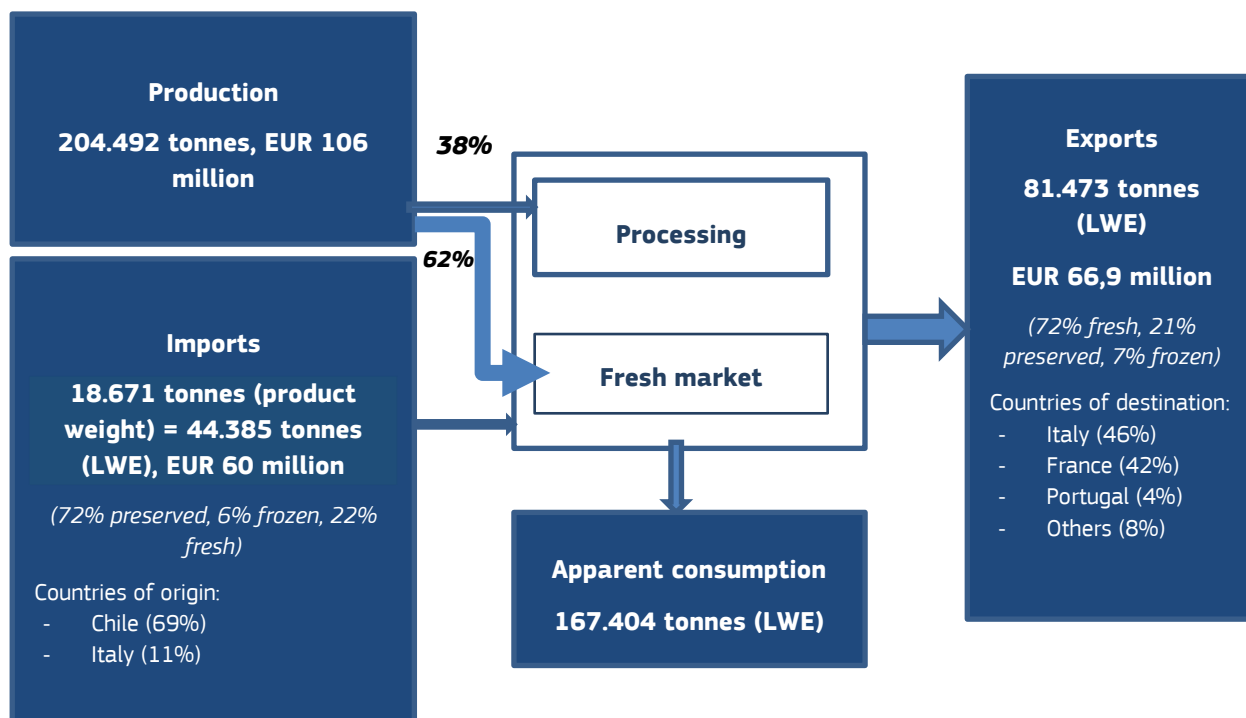 Production
204.492 tonnes, EUR 106
million
38%
62%
Imports
18.671 tonnes (product
weight) = 44.385 tonnes
(LWE), EUR 60 million
(72% preserved, 6% frozen, 22%
fresh)
Countries of origin:
- Chile (69%)
- Italy (11%)
Processing
Fresh market
Apparent consumption
167.404 tonnes (LWE)
Exports
81.473 tonnes
(LWE)
EUR 66,9 million
(72% fresh, 21%
preserved, 7% frozen)
Countries of destination:
- Italy (46%)
- France (42%)
- Portugal (4%)
- Others (8%)